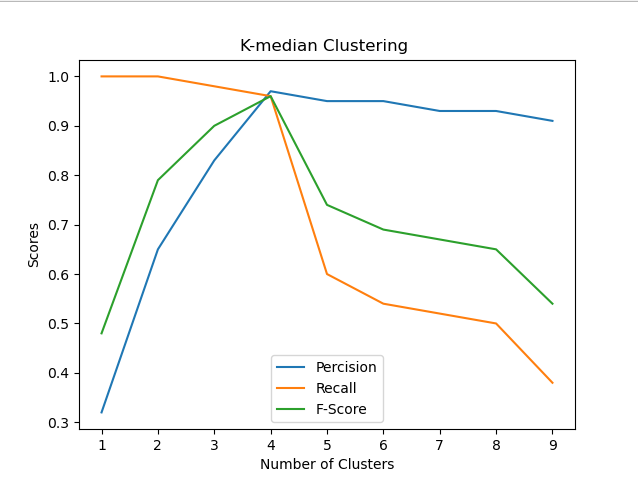 K-median Clustering
1.0
0.9
0.8
0.7
0.6
0.5
0.4
0.3
Scores
Percision
Recall
F-Score
1 2 3 4 5 6 7 8 9
Number of Clusters